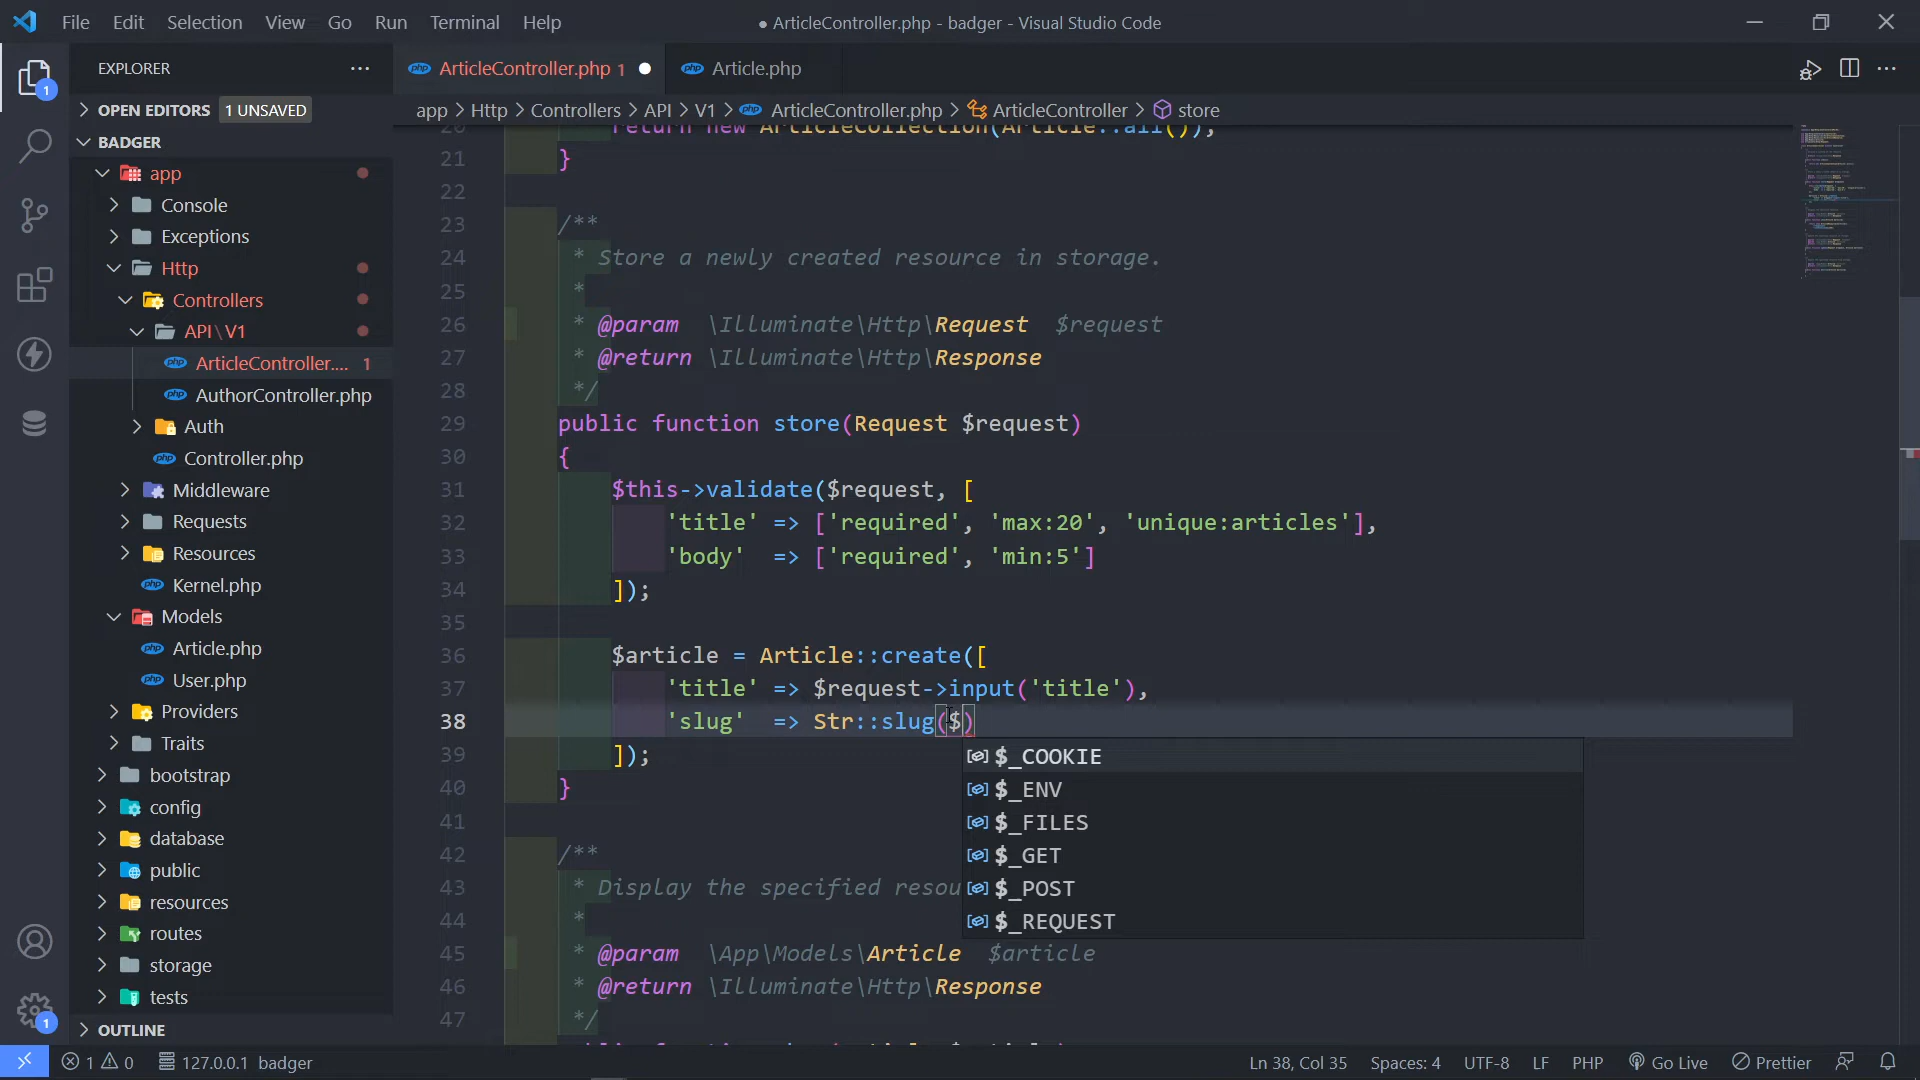 File Edit Selection View Go Run Terminal Help
● ArticleController.php - badger - Visual Studio Code
EXPLORER
ArticleController.php 1
Article.php
OPEN EDITORS 1 UNSAVED
app > Http > Controllers > API > V1 > ArticleController.php > ArticleController > store
BADGER
app
Console
Exceptions
Http
Controllers
API\V1
ArticleController.... 1
AuthorController.php
Auth
Controller.php
Middleware
Requests
Resources
Kernel.php
Models
Article.php
User.php
Providers
Traits
bootstrap
config
database
public
resources
routes
storage
tests
OUTLINE
20 return new ArticleCollection(Article::all());
21 }
22
23 /**
24 * Store a newly created resource in storage.
25 *
26 * @param \Illuminate\Http\Request $request
27 * @return \Illuminate\Http\Response
28 */
29 public function store(Request $request)
30 {
31 $this->validate($request, [
32 'title' => ['required', 'max:20', 'unique:articles'],
33 'body' => ['required', 'min:5']
34 ]);
35
36 $article = Article::create([
37 'title' => $request->input('title'),
38 'slug' => Str::slug($)
39 ]);
40 }
41
42 /**
43 * Display the specified resou
44 *
45 * @param \App\Models\Article $article
46 * @return \Illuminate\Http\Response
47 */
$_COOKIE
$_ENV
$_FILES
$_GET
$_POST
$_REQUEST
1
1
1 0 127.0.0.1 badger
Ln 38, Col 35 Spaces: 4 UTF-8 LF PHP Go Live Prettier